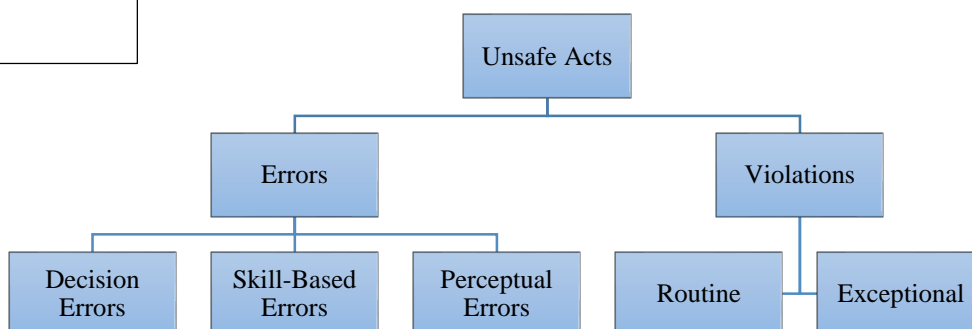 Unsafe Acts
Errors
Violations
Decision
Errors
Skill-Based
Errors
Perceptual
Errors
Routine
Exceptional